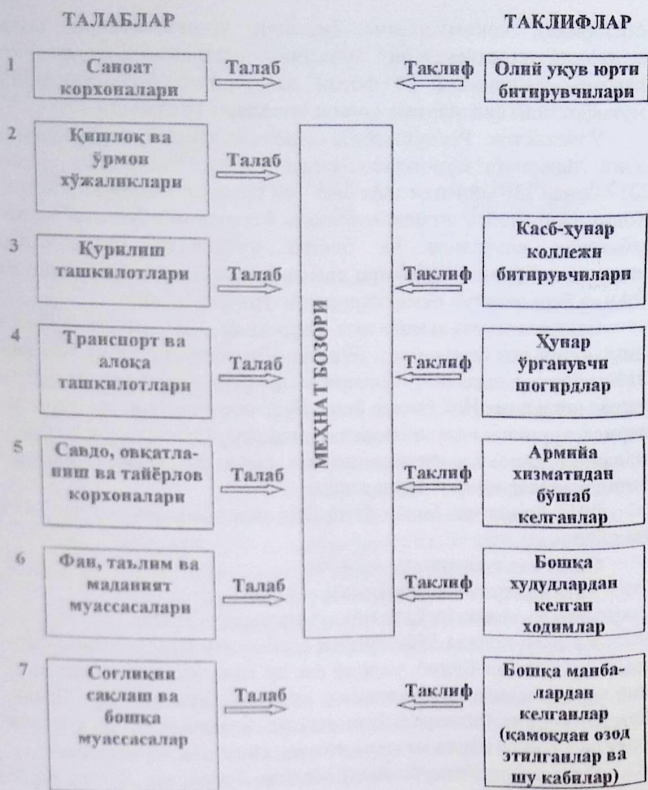 ТАЛАБЛАР
ТАКЛИФЛАР
1
Саноат
корхоналари
Талаб
Таклиф
Олий укув юрти
битирувчилари
2
Қишлоқ ва
ўрмон
хўжаликлари
Талаб
3
Қурилиш
ташкилотлари
Талаб
Таклиф
Касб-ҳунар
коллежи
битирувчилари
4
Транспорт ва
алоқа
ташкилотлари
Талаб
Таклиф
Ҳунар
ўрганувчи
шогирдлар
МЕҲНАТ БОЗОРИ
5
Савдо, овқатла-
ниш ва тайёрлов
корхоналари
Талаб
Таклиф
Армийа
хизматидан
бўшаб
келганлар
6
Фан, таълим ва
маданият
муассасалари
Талаб
Таклиф
Бошқа
худудлардан
келган
ходимлар
7
Соғлиқни
сақлаш ва
бошқа
муассасалар
Талаб
Таклиф
Бошқа манба-
лардан
келганлар
(қамоқдан озод
этилганлар ва
шу кабилар)